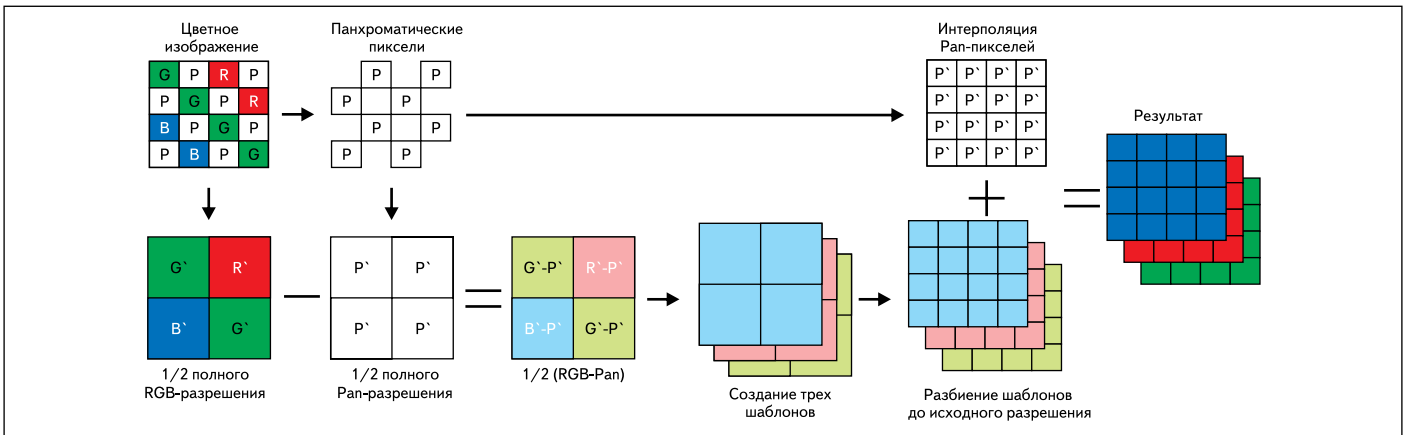 Цветное
изображение
G P R P
P G P R
B P G P
P B P G
Панхроматические
пиксели
P P
P P
P P
P P
Интерполяция
Pan-пикселей
P` P` P` P`
P` P` P` P`
P` P` P` P`
P` P` P` P`
Результат
G` R`
B` G`
1/2 полного
RGB-разрешения
P` P`
P` P`
1/2 полного
Pan-разрешения
G`-P` R`-P`
B`-P` G`-P`
1/2 (RGB-Pan)
Создание трех
шаблонов
Разбиение шаблонов
до исходного разрешения